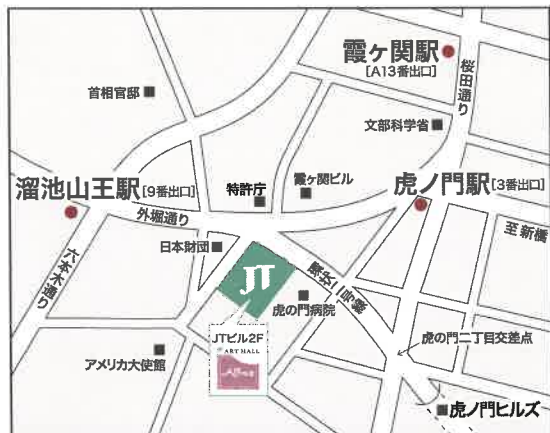 霞ヶ関駅
[A13番出口]
桜田通り
首相官邸
文部科学省
溜池山王駅[9番出口]
特許庁
霞ヶ関ビル
虎ノ門駅[3番出口]
外堀通り
至新橋
日本財団
六本木通り
JT
環状二号線
虎の門病院
JTビル2F
ART HALL
虎の門二丁目交差点
アメリカ大使館
虎ノ門ヒルズ